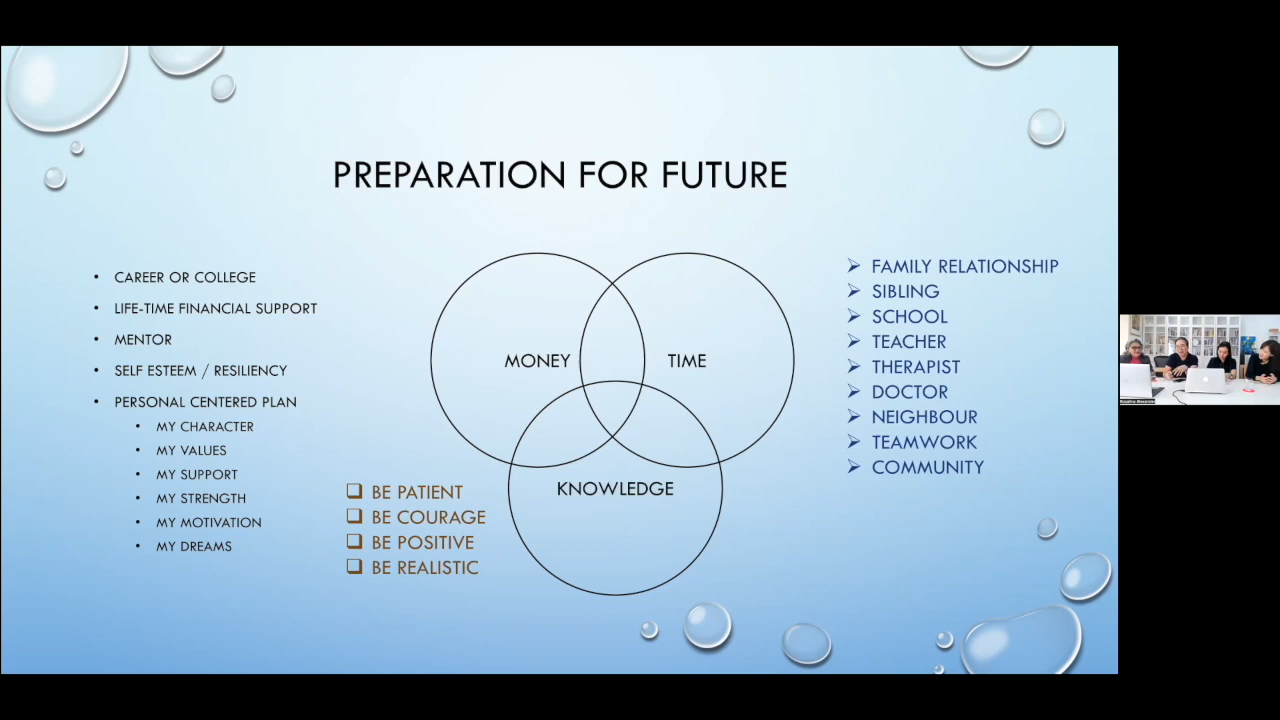 PREPARATION FOR FUTURE
• CAREER OR COLLEGE
• LIFE-TIME FINANCIAL SUPPORT
• MENTOR
• SELF ESTEEM / RESILIENCY
• PERSONAL CENTERED PLAN
• MY CHARACTER
• MY VALUES
• MY SUPPORT
• MY STRENGTH
• MY MOTIVATION
• MY DREAMS
❑ BE PATIENT
❑ BE COURAGE
❑ BE POSITIVE
❑ BE REALISTIC
MONEY
TIME
KNOWLEDGE
➢ FAMILY RELATIONSHIP
➢ SIBLING
➢ SCHOOL
➢ TEACHER
➢ THERAPIST
➢ DOCTOR
➢ NEIGHBOUR
➢ TEAMWORK
➢ COMMUNITY